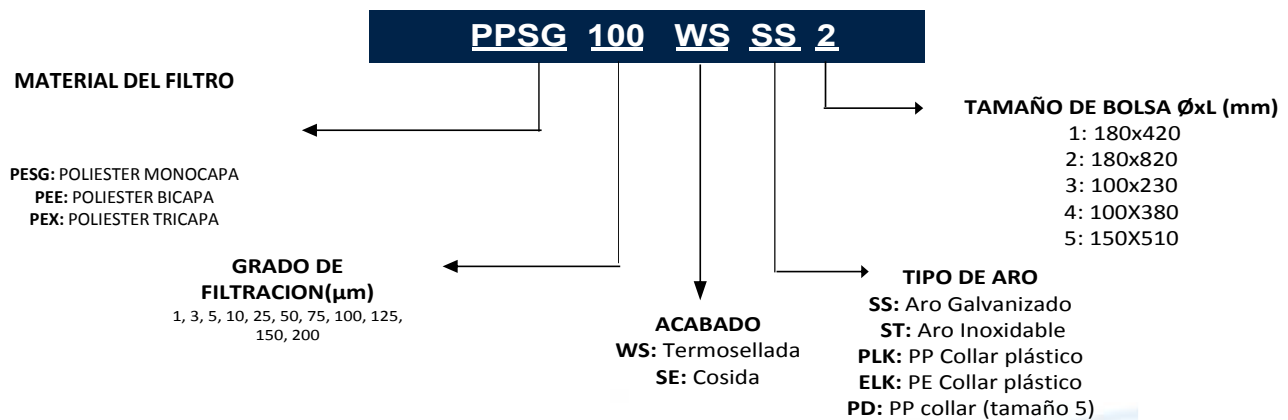 PPSG 100 WS SS 2
MATERIAL DEL FILTRO
PESG: POLIESTER MONOCAPA
PEE: POLIESTER BICAPA
PEX: POLIESTER TRICAPA
GRADO DE
FILTRACION(µm)
1, 3, 5, 10, 25, 50, 75, 100, 125,
150, 200
ACABADO
WS: Termosellada
SE: Cosida
TIPO DE ARO
SS: Aro Galvanizado
ST: Aro Inoxidable
PLK: PP Collar plástico
ELK: PE Collar plástico
PD: PP collar (tamaño 5)
TAMAÑO DE BOLSA ØxL (mm)
1: 180x420
2: 180x820
3: 100x230
4: 100X380
5: 150X510